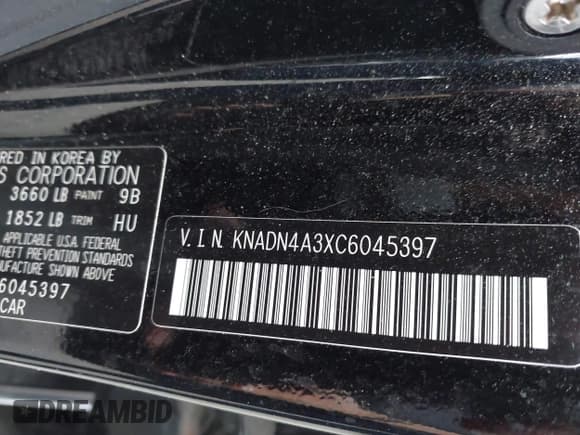 RED IN KOREA BY
S CORPORATION
3660 LB PAINT 9B
1852 LB TRIM HU
APPLICABLE U.S.A. FEDERAL
THEFT PREVENTION STANDARDS
NUFACTURE SHOWN ABOVE
6045397
CAR
V. I. N. KNADN4A3XC6045397
DREAMBID